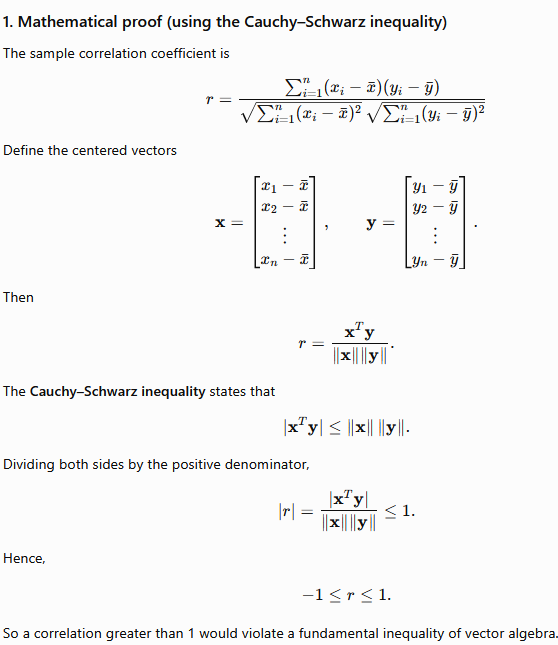 1. Mathematical proof (using the Cauchy–Schwarz inequality)
The sample correlation coefficient is
r = \frac{\sum_{i=1}^{n}(x_i - \bar{x})(y_i - \bar{y})}{\sqrt{\sum_{i=1}^{n}(x_i - \bar{x})^2}\sqrt{\sum_{i=1}^{n}(y_i - \bar{y})^2}}
Define the centered vectors
\mathbf{x} = \begin{bmatrix} x_1 - \bar{x} \\ x_2 - \bar{x} \\ \vdots \\ x_n - \bar{x} \end{bmatrix}, \quad \mathbf{y} = \begin{bmatrix} y_1 - \bar{y} \\ y_2 - \bar{y} \\ \vdots \\ y_n - \bar{y} \end{bmatrix}.
Then
r = \frac{\mathbf{x}^T\mathbf{y}}{\|\mathbf{x}\|\|\mathbf{y}\|}.
The Cauchy–Schwarz inequality states that
|\mathbf{x}^T\mathbf{y}| \le \|\mathbf{x}\| \|\mathbf{y}\|.
Dividing both sides by the positive denominator,
|r| = \frac{|\mathbf{x}^T\mathbf{y}|}{\|\mathbf{x}\|\|\mathbf{y}\|} \le 1.
Hence,
-1 \le r \le 1.
So a correlation greater than 1 would violate a fundamental inequality of vector algebra.